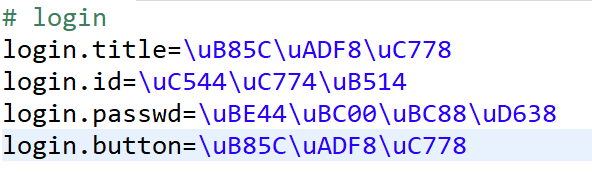 # login
login.title=\uB85C\uADF8\uC778
login.id=\uC544\uC774\uB514
login.passwd=\uBE44\uBC00\uBC88\uD638
login.button=\uB85C\uADF8\uC778